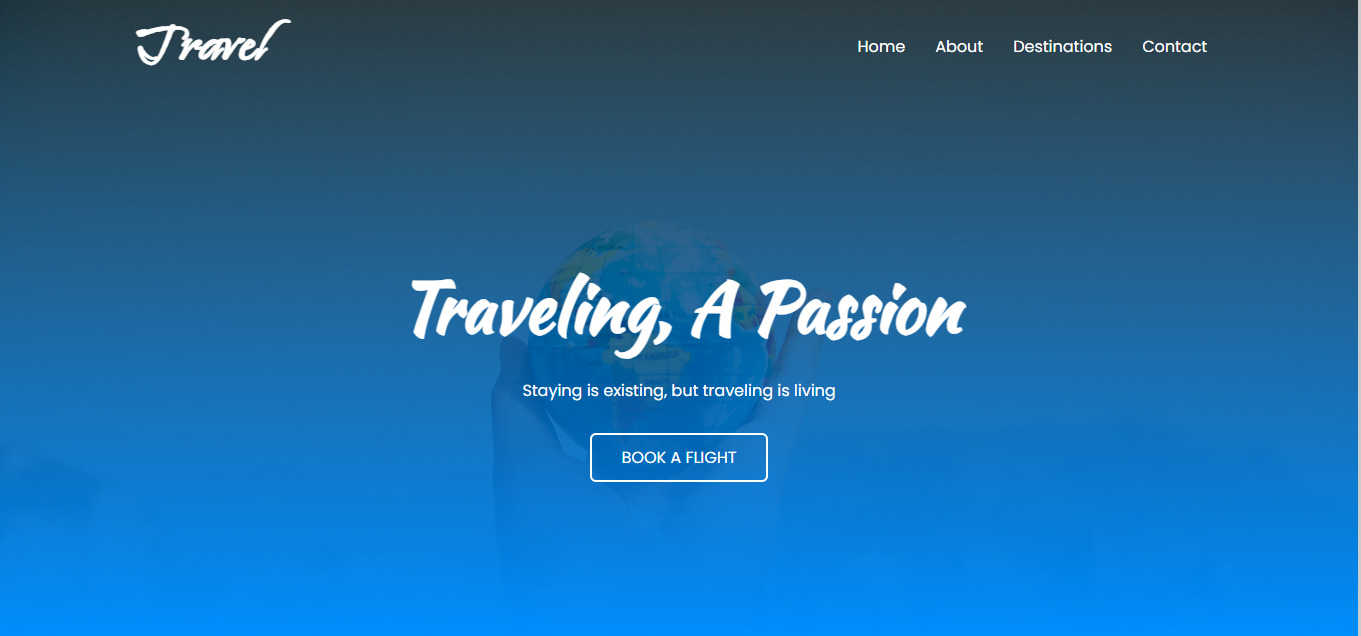 Travel
Home About Destinations Contact
Traveling, A Passion
Staying is existing, but traveling is living
BOOK A FLIGHT